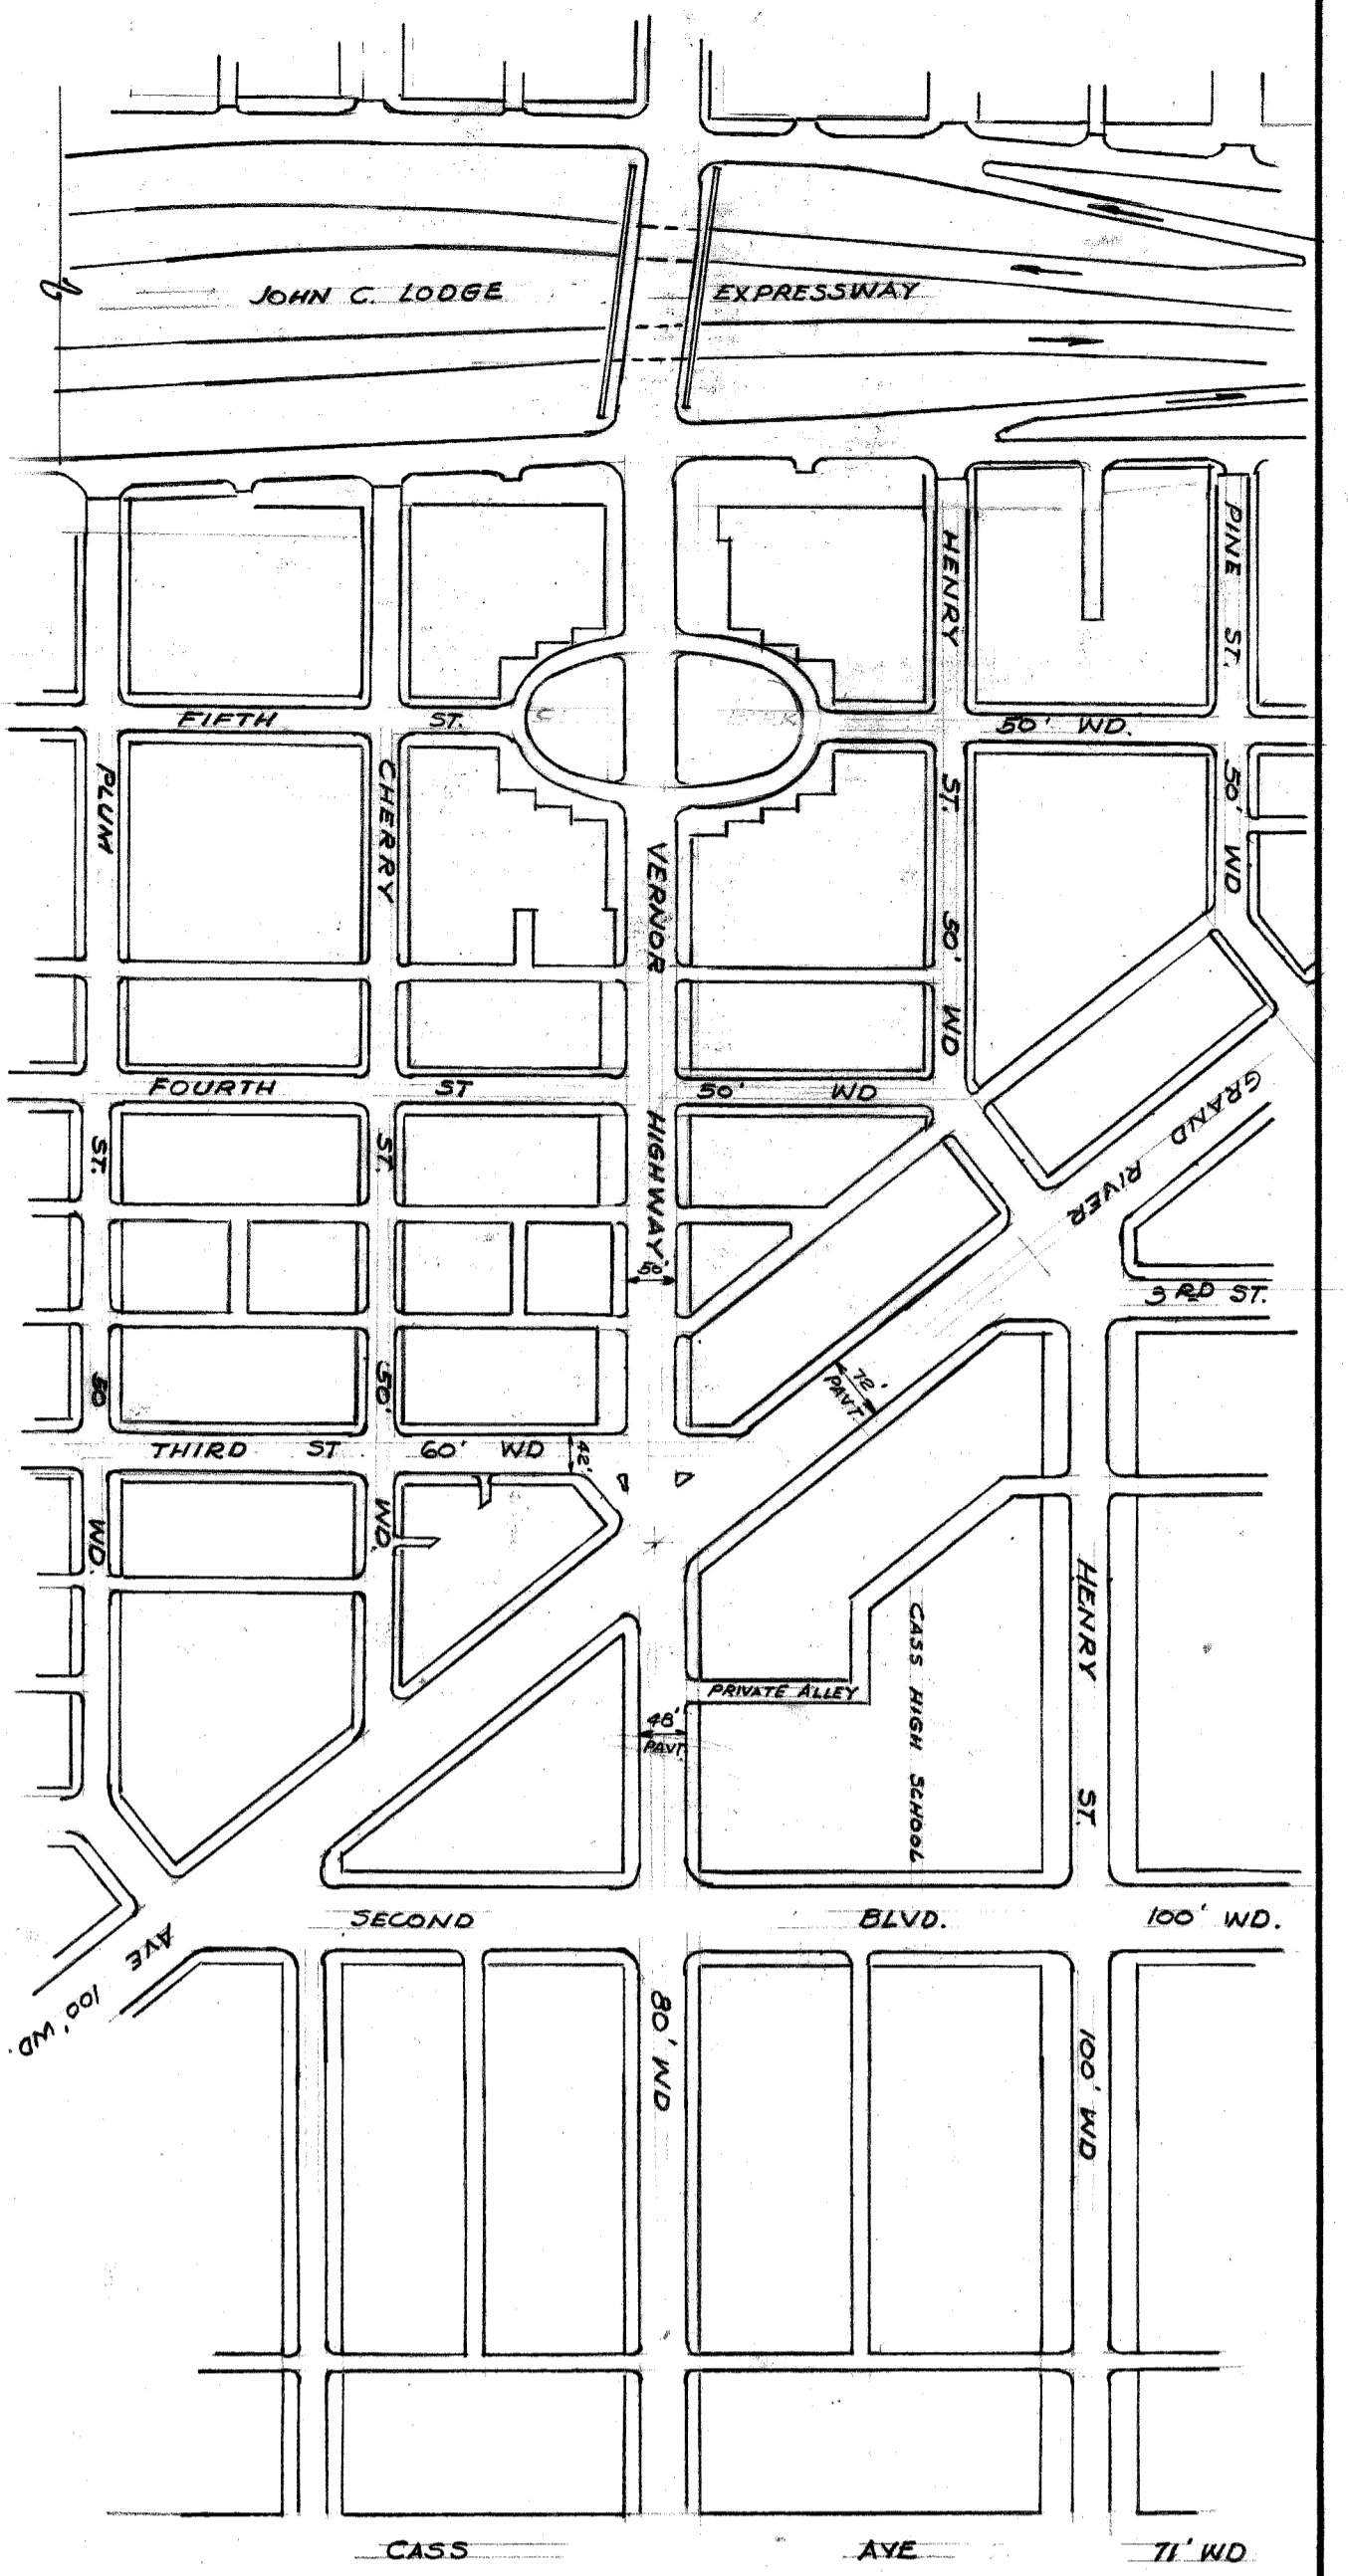 JOHN C. LODGE EXPRESSWAY
HENRY ST. 50' WD
PINE ST. 50' WD
FIFTH ST. 50' WD.
PLUM ST. 50 WD.
CHERRY ST. 50' WD.
VERNOR HIGHWAY
FOURTH ST 50' WD
GRAND RIVER
50'
3RD ST.
72'
PAV'T.
THIRD ST 60' WD
42'
HENRY ST.
CASS HIGH SCHOOL
PRIVATE ALLEY
48'
PAVT.
SECOND BLVD. 100' WD.
AVE 100' WD.
80' WD
100' WD
CASS AVE 71' WD